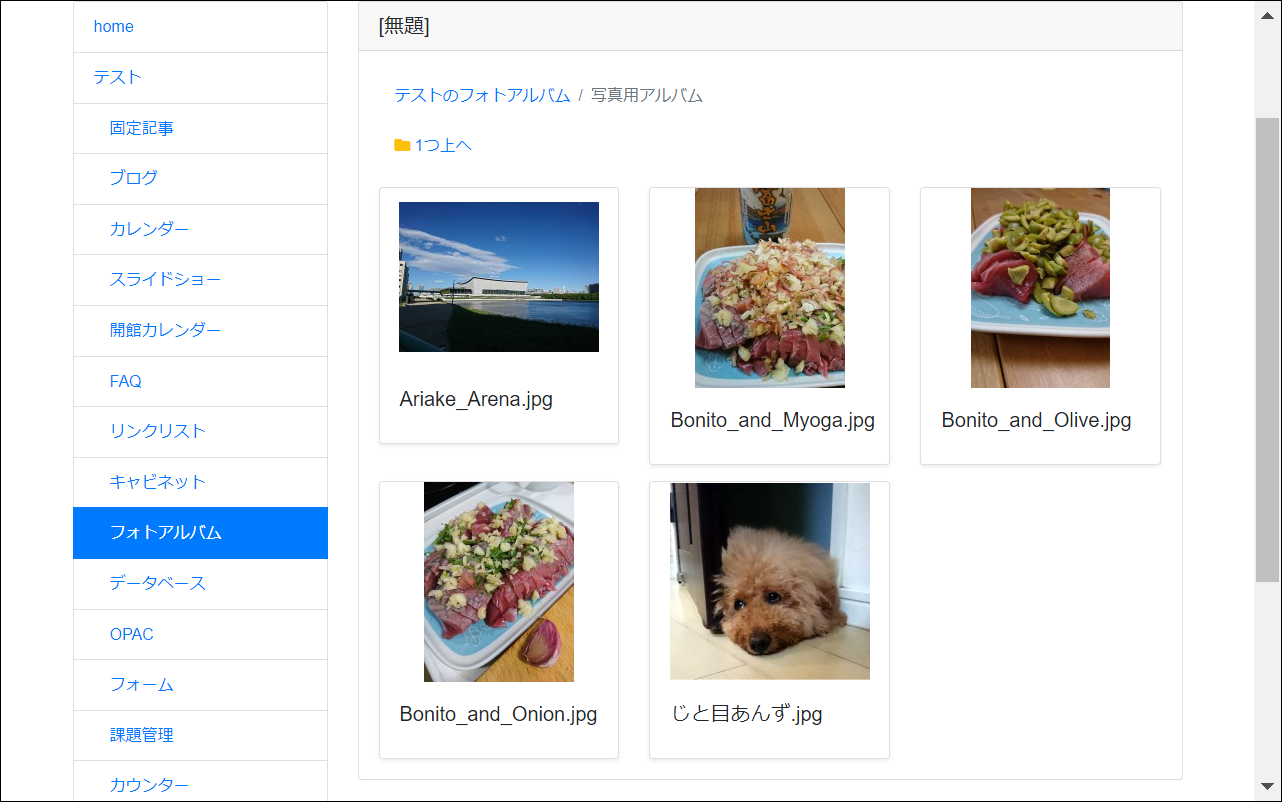 home
テスト
固定記事
ブログ
カレンダー
スライドショー
開館カレンダー
FAQ
リンクリスト
キャビネット
フォトアルバム
データベース
OPAC
フォーム
課題管理
カウンター
[無題]
テストのフォトアルバム / 写真用アルバム
1つ上へ
富士山
Ariake_Arena.jpg
Bonito_and_Myoga.jpg
Bonito_and_Olive.jpg
Bonito_and_Onion.jpg
じと目あんず.jpg